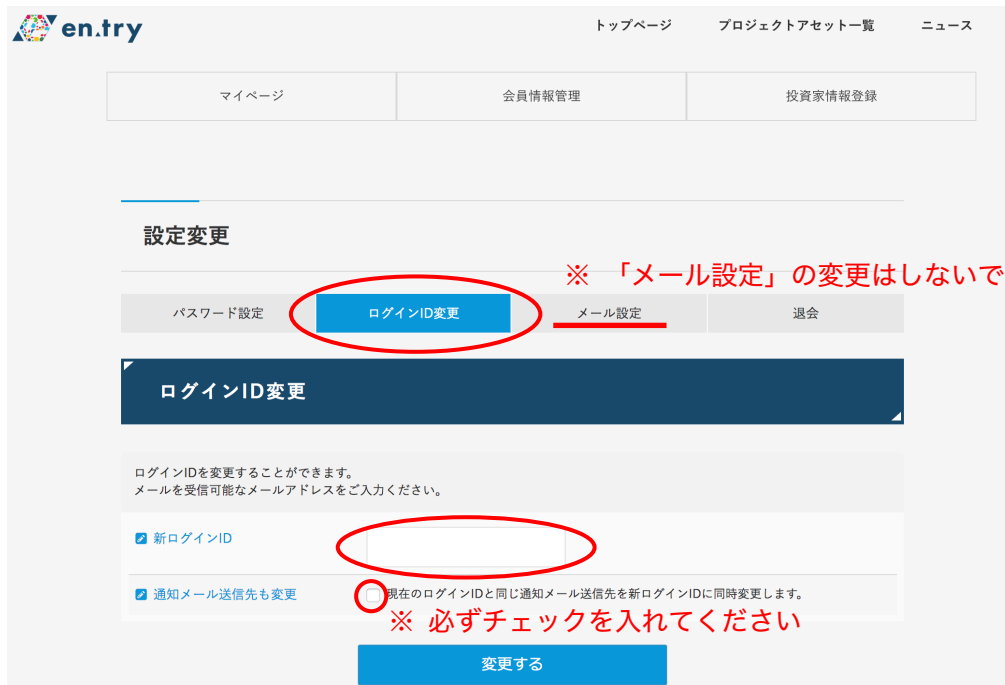 en.try
トップページ プロジェクトアセット一覧 ニュース
マイページ 会員情報管理 投資家情報登録
設定変更
※ 「メール設定」の変更はしないで
パスワード設定 ログインID変更 メール設定 退会
ログインID変更
ログインIDを変更することができます。
メールを受信可能なメールアドレスをご入力ください。
新ログインID
通知メール送信先も変更 現在のログインIDと同じ通知メール送信先を新ログインIDに同時変更します。
※ 必ずチェックを入れてください
変更する